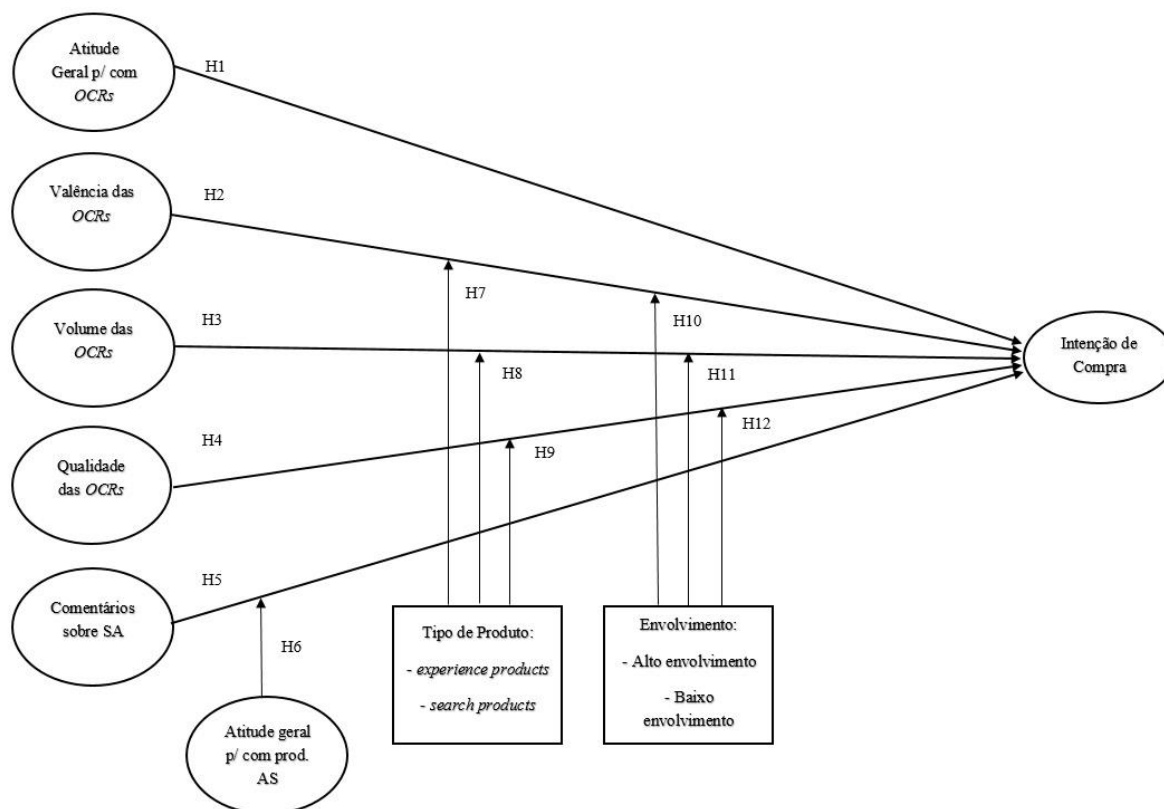 Atitude
Geral p/ com
OCRs
H1
Valência das
OCRs
H2
H7
H10
Volume das
OCRs
H3
H8
H11
Intenção de
Compra
Qualidade
das OCRs
H4
H9
H12
Comentários
sobre SA
H5
H6
Atitude geral
p/ com prod.
AS
Tipo de Produto:
- experience products
- search products
Envolvimento:
- Alto envolvimento
- Baixo
envolvimento